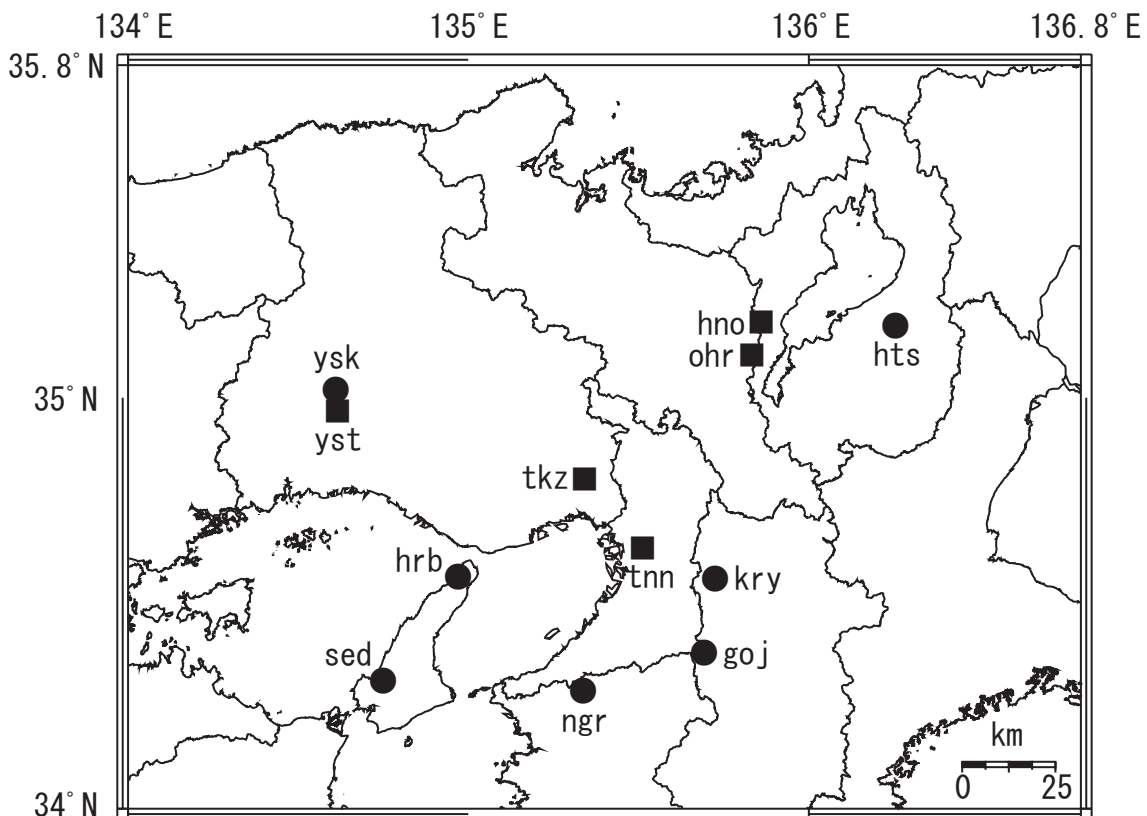 134°E 135°E 136°E 136.8°E
35.8°N
hno
ohr
hts
ysk
35°N
yst
tkz
hrb
tnn
kry
sed
goj
ngr
km
0 25
34°N